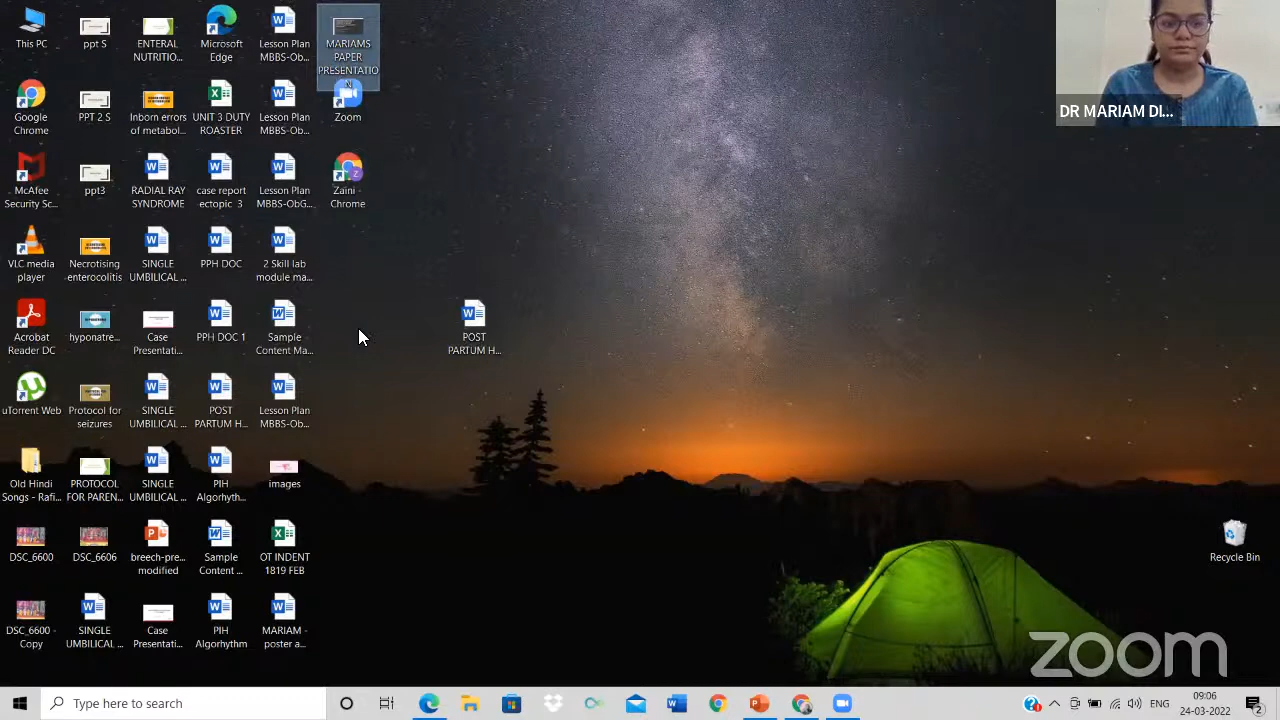 This PC
ppt S
ENTERAL
NUTRITIO...
Microsoft
Edge
Lesson Plan
MBBS-Ob...
MARIAMS
PAPER
PRESENTATIO
Google
Chrome
PPT 2 S
Inborn errors
of metabol...
UNIT 3 DUTY
ROASTER
Lesson Plan
MBBS-Ob...
Zoom
McAfee
Security Sc...
ppt3
RADIAL RAY
SYNDROME
case report
ectopic 3
Lesson Plan
MBBS-ObG...
Zaini -
Chrome
VLC media
player
Necrotising
enterocolitis
SINGLE
UMBILICAL ...
PPH DOC
2 Skill lab
module ma...
Acrobat
Reader DC
hyponatre...
Case
Presentati...
PPH DOC 1
Sample
Content Ma...
POST
PARTUM H...
uTorrent Web
Protocol for
seizures
SINGLE
UMBILICAL ...
POST
PARTUM H...
Lesson Plan
MBBS-Ob...
Old Hindi
Songs - Rafi...
PROTOCOL
FOR PAREN...
SINGLE
UMBILICAL ...
PIH
Algorhyth...
images
DSC_6600
DSC_6606
breech-pre...
modified
Sample
Content ...
OT INDENT
1819 FEB
DSC_6600 -
Copy
SINGLE
UMBILICAL ...
Case
Presentati...
PIH
Algorhythm
MARIAM -
poster a...
DR MARIAM DI...
Recycle Bin
zoom
Type here to search
ENG
09:06
24-03-2022
2